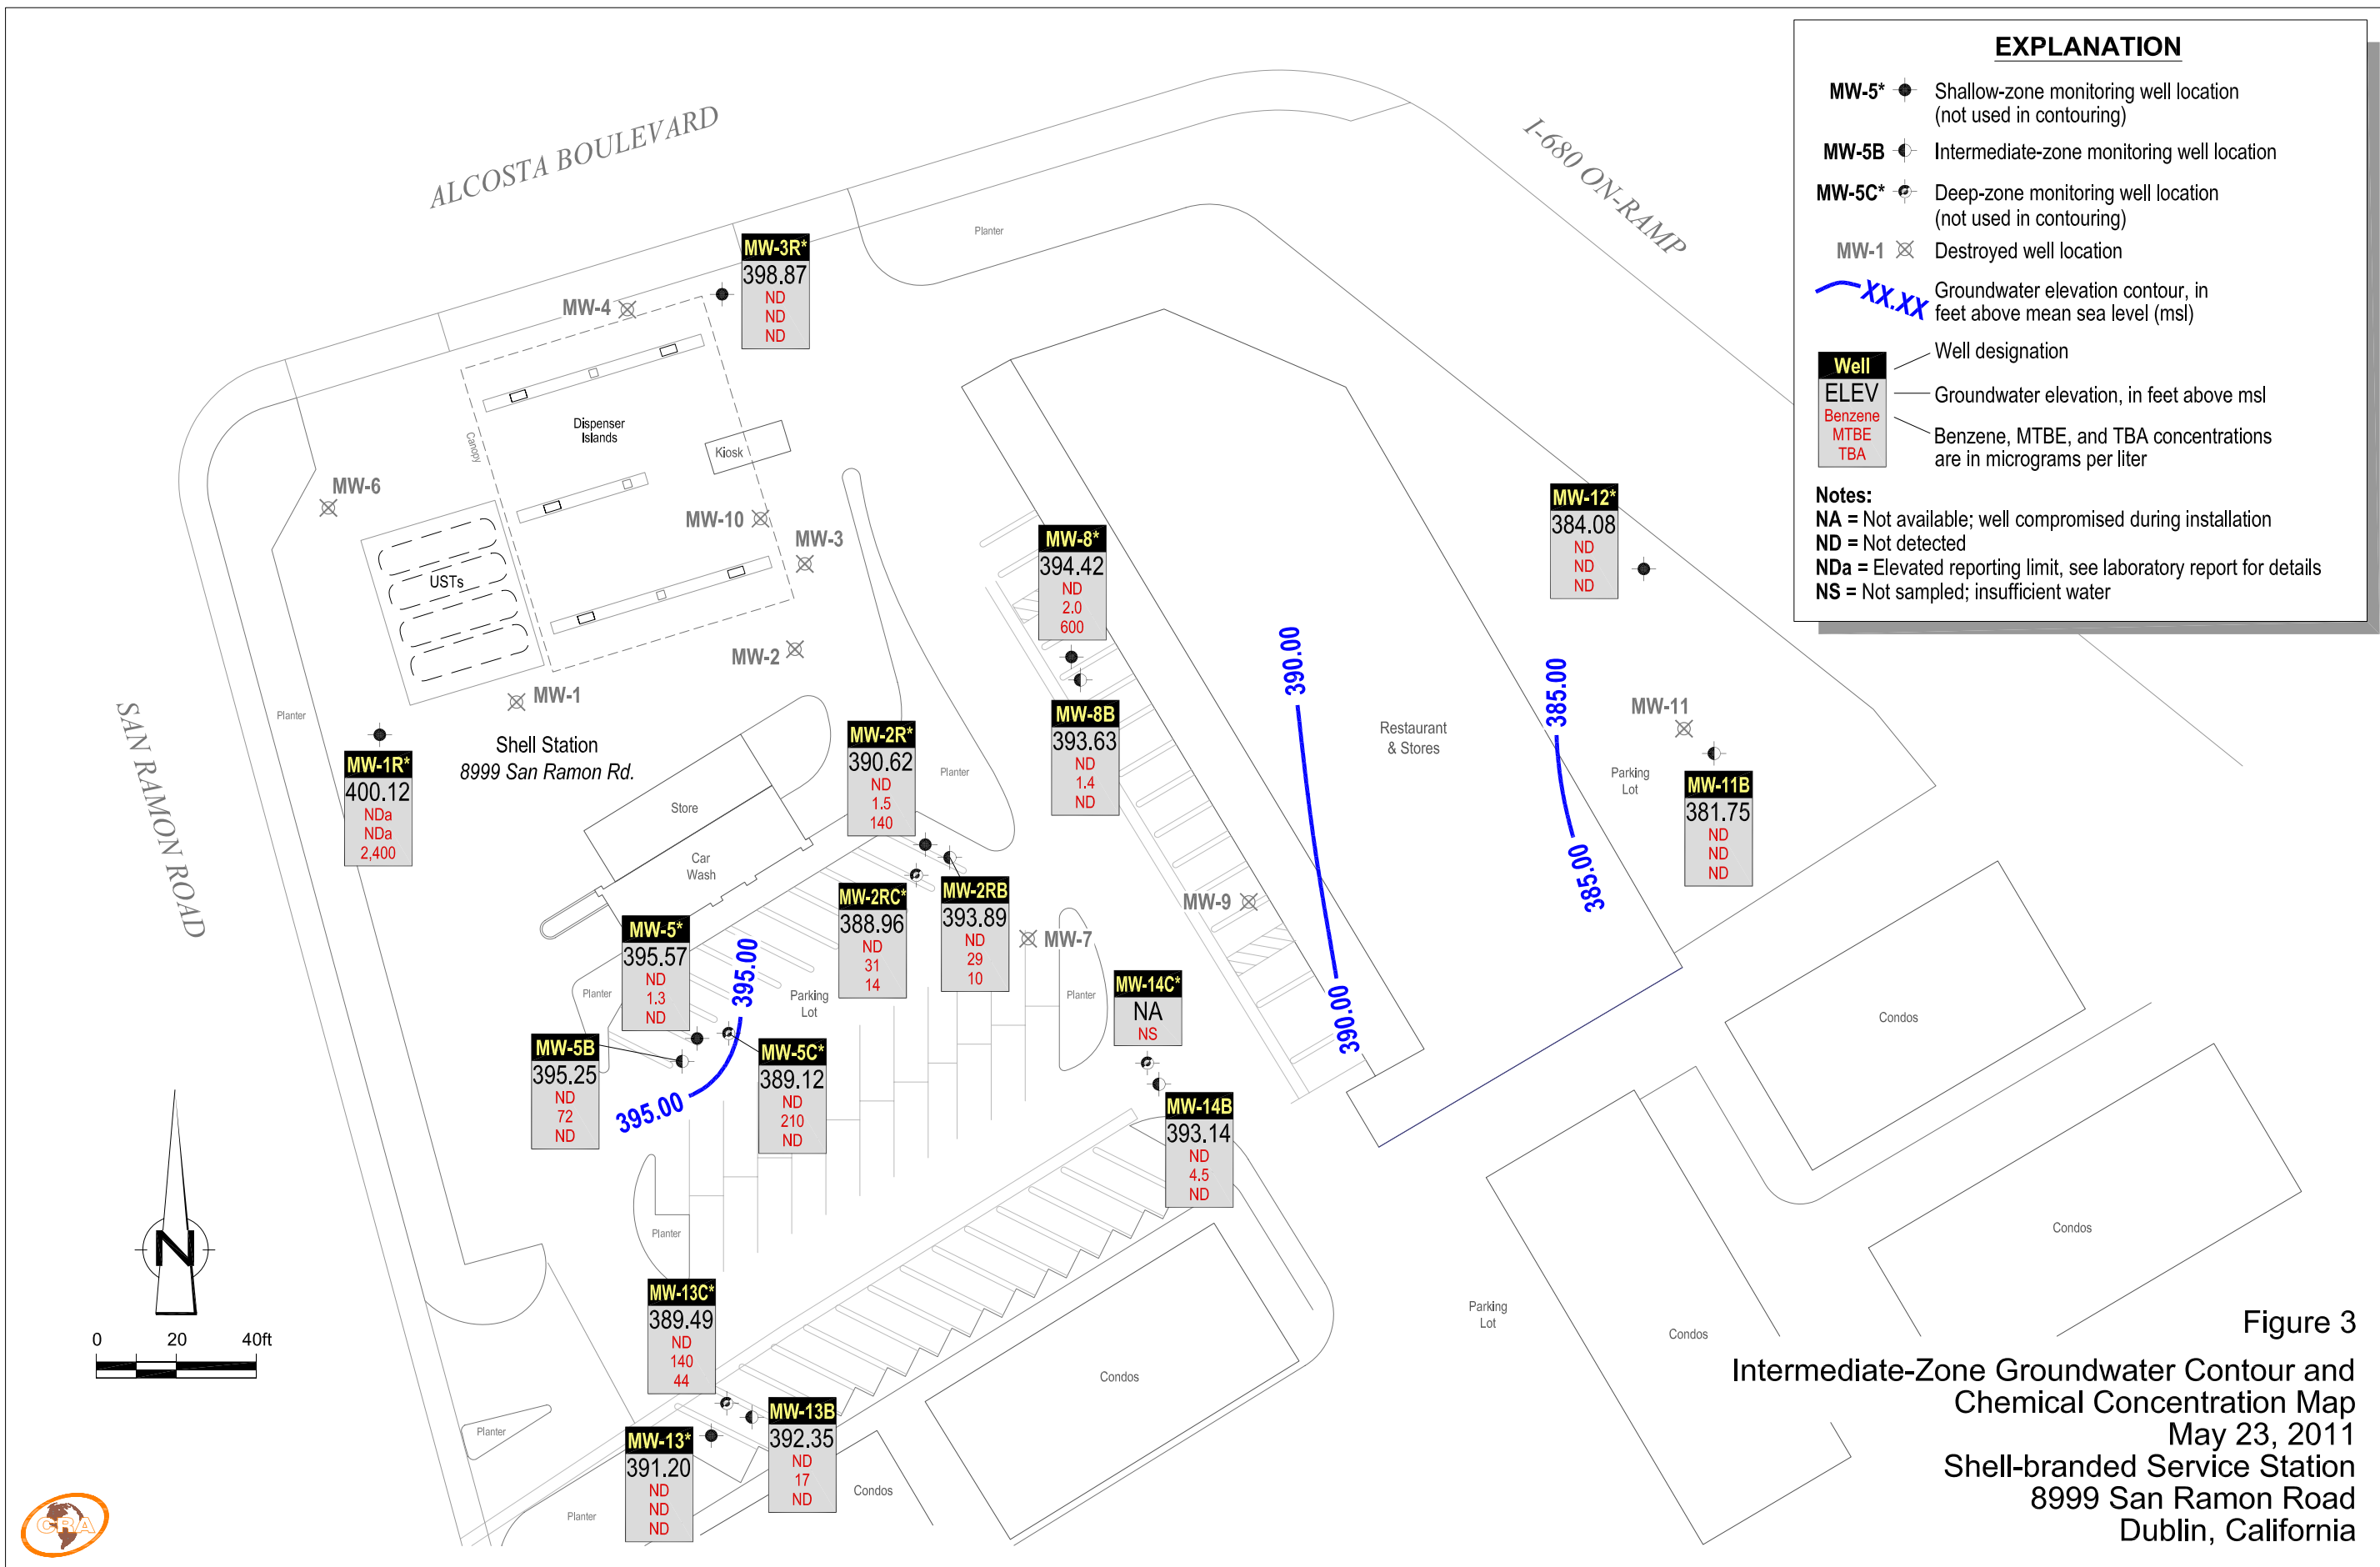 ALCOSTA BOULEVARD
I-680 ON-RAMP
SAN RAMON ROAD
EXPLANATION
MW-5* Shallow-zone monitoring well location
(not used in contouring)
MW-5B Intermediate-zone monitoring well location
MW-5C* Deep-zone monitoring well location
(not used in contouring)
MW-1 Destroyed well location
XX.XX Groundwater elevation contour, in
feet above mean sea level (msl)
Well
ELEV
Benzene
MTBE
TBA
Well designation
Groundwater elevation, in feet above msl
Benzene, MTBE, and TBA concentrations
are in micrograms per liter
Notes:
NA = Not available; well compromised during installation
ND = Not detected
NDa = Elevated reporting limit, see laboratory report for details
NS = Not sampled; insufficient water
Planter
MW-3R*
398.87
ND
ND
ND
MW-4
Dispenser
Islands
Canopy
Kiosk
MW-6
USTs
MW-10
MW-3
MW-2
MW-1
Planter
Shell Station
8999 San Ramon Rd.
MW-1R*
400.12
NDa
NDa
2,400
Store
Car
Wash
MW-2R*
390.62
ND
1.5
140
Planter
MW-8*
394.42
ND
2.0
600
MW-8B
393.63
ND
1.4
ND
390.00
390.00
Restaurant
& Stores
385.00
385.00
MW-12*
384.08
ND
ND
ND
MW-11
Parking
Lot
MW-11B
381.75
ND
ND
ND
MW-9
MW-2RC*
388.96
ND
31
14
MW-2RB
393.89
ND
29
10
MW-7
Planter
MW-5*
395.57
ND
1.3
ND
Planter
395.00
395.00
Parking
Lot
MW-5B
395.25
ND
72
ND
MW-5C*
389.12
ND
210
ND
MW-14C*
NA
NS
MW-14B
393.14
ND
4.5
ND
Condos
Condos
Condos
Parking
Lot
Planter
MW-13C*
389.49
ND
140
44
MW-13*
391.20
ND
ND
ND
MW-13B
392.35
ND
17
ND
Condos
Condos
Planter
Planter
N
0 20 40ft
CRA
Figure 3
Intermediate-Zone Groundwater Contour and
Chemical Concentration Map
May 23, 2011
Shell-branded Service Station
8999 San Ramon Road
Dublin, California